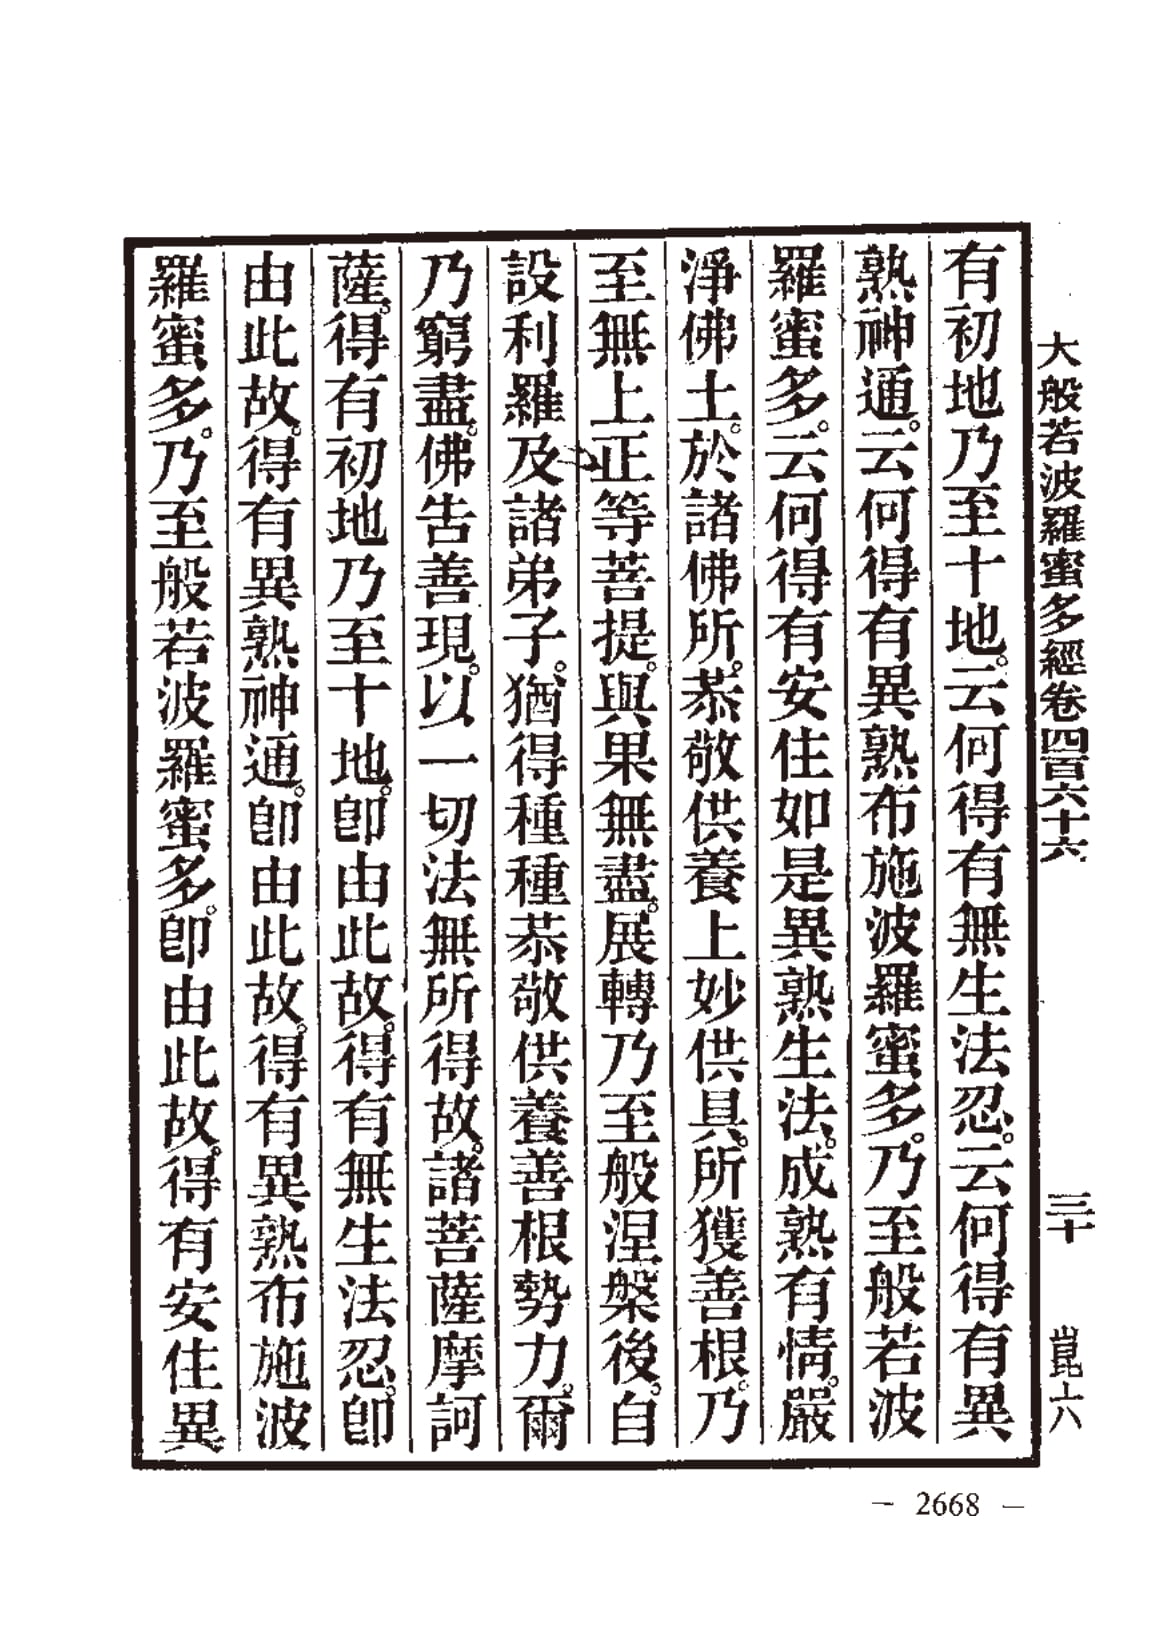 大般若波羅蜜多經卷四百六十六 三十 崑上六
有初地乃至十地。云何得有無生法忍。云何得有異
熟神通。云何得有異熟布施波羅蜜多。乃至般若波
羅蜜多。云何得有安住如是異熟生法。成熟有情。嚴
淨佛土。於諸佛所。恭敬供養上妙供具。所獲善根。乃
至無上正等菩提。與果無盡。展轉乃至般涅槃後。自
設利羅及諸弟子。猶得種種恭敬供養善根勢力。爾
乃窮盡。佛告善現。以一切法無所得故。諸菩薩摩訶
薩。得有初地乃至十地。卽由此故。得有無生法忍。卽
由此故。得有異熟神通。卽由此故。得有異熟布施波
羅蜜多。乃至般若波羅蜜多。卽由此故。得有安住異
— 2668 —